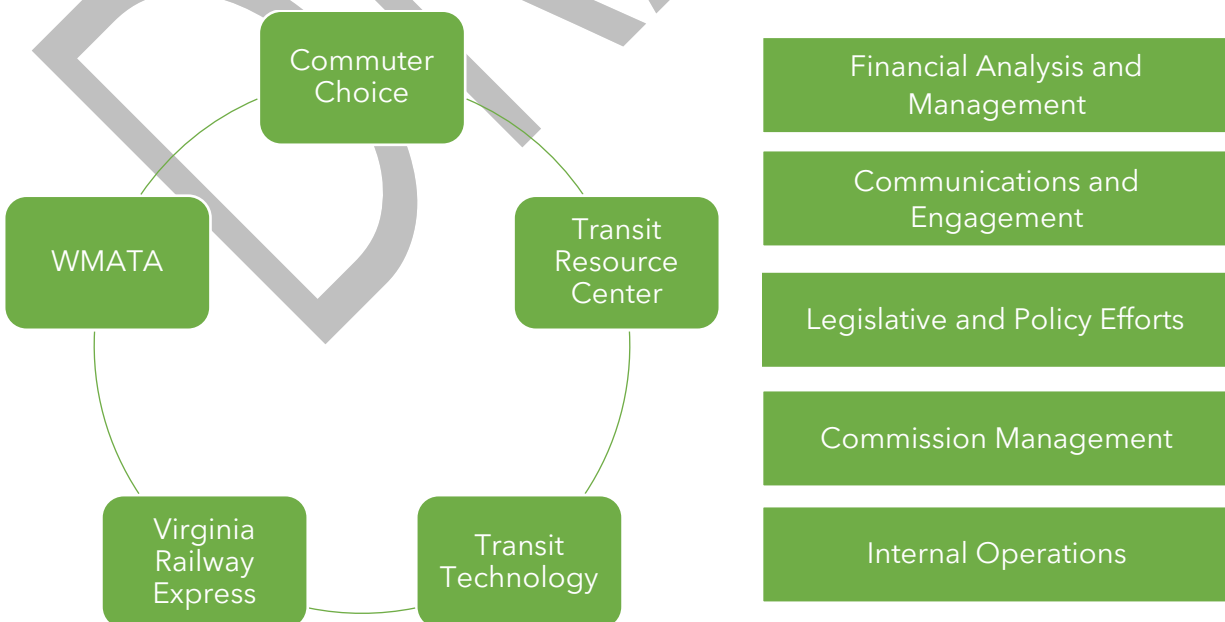 Commuter
Choice
Transit
Resource
Center
Transit
Technology
Virginia
Railway
Express
WMATA
Financial Analysis and
Management
Communications and
Engagement
Legislative and Policy Efforts
Commission Management
Internal Operations